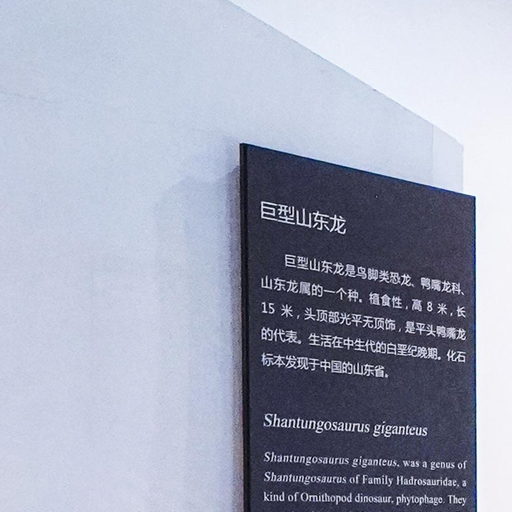 巨型山东龙
巨型山东龙是鸟脚类恐龙、鸭嘴龙科、
山东龙属的一个种。植食性，高 8 米，长
15 米，头顶部光平无顶饰，是平头鸭嘴龙
的代表。生活在中生代的白垩纪晚期。化石
标本发现于中国的山东省。
Shantungosaurus giganteus
Shantungosaurus giganteus, was a genus of
Shantungosaurus of Family Hadrosauridae, a
kind of Ornithopod dinosaur, phytophage. They